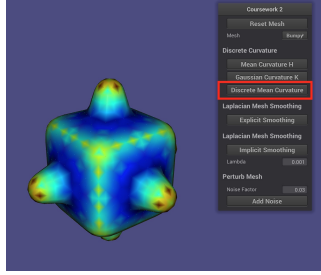 Coursework 2
Reset Mesh
Mesh Bumpy
Discrete Curvature
Mean Curvature H
Gaussian Curvature K
Discrete Mean Curvature
Laplacian Mesh Smoothing
Explicit Smoothing
Laplacian Mesh Smoothing
Implicit Smoothing
Lambda 0.001
Perturb Mesh
Noise Factor 0.03
Add Noise